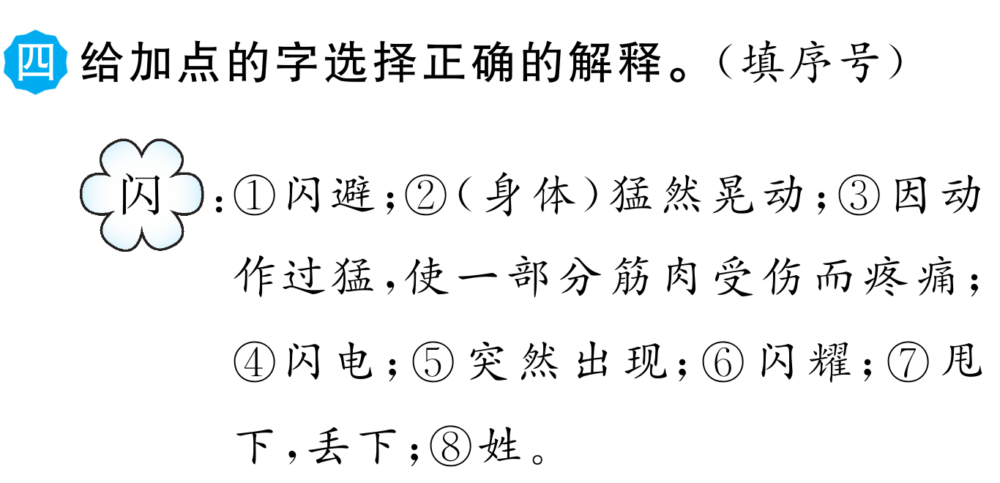 四 给加点的字选择正确的解释。(填序号)
闪:①闪避;②(身体)猛然晃动;③因动
作过猛,使一部分筋肉受伤而疼痛;
④闪电;⑤突然出现;⑥闪耀;⑦甩
下,丢下;⑧姓。